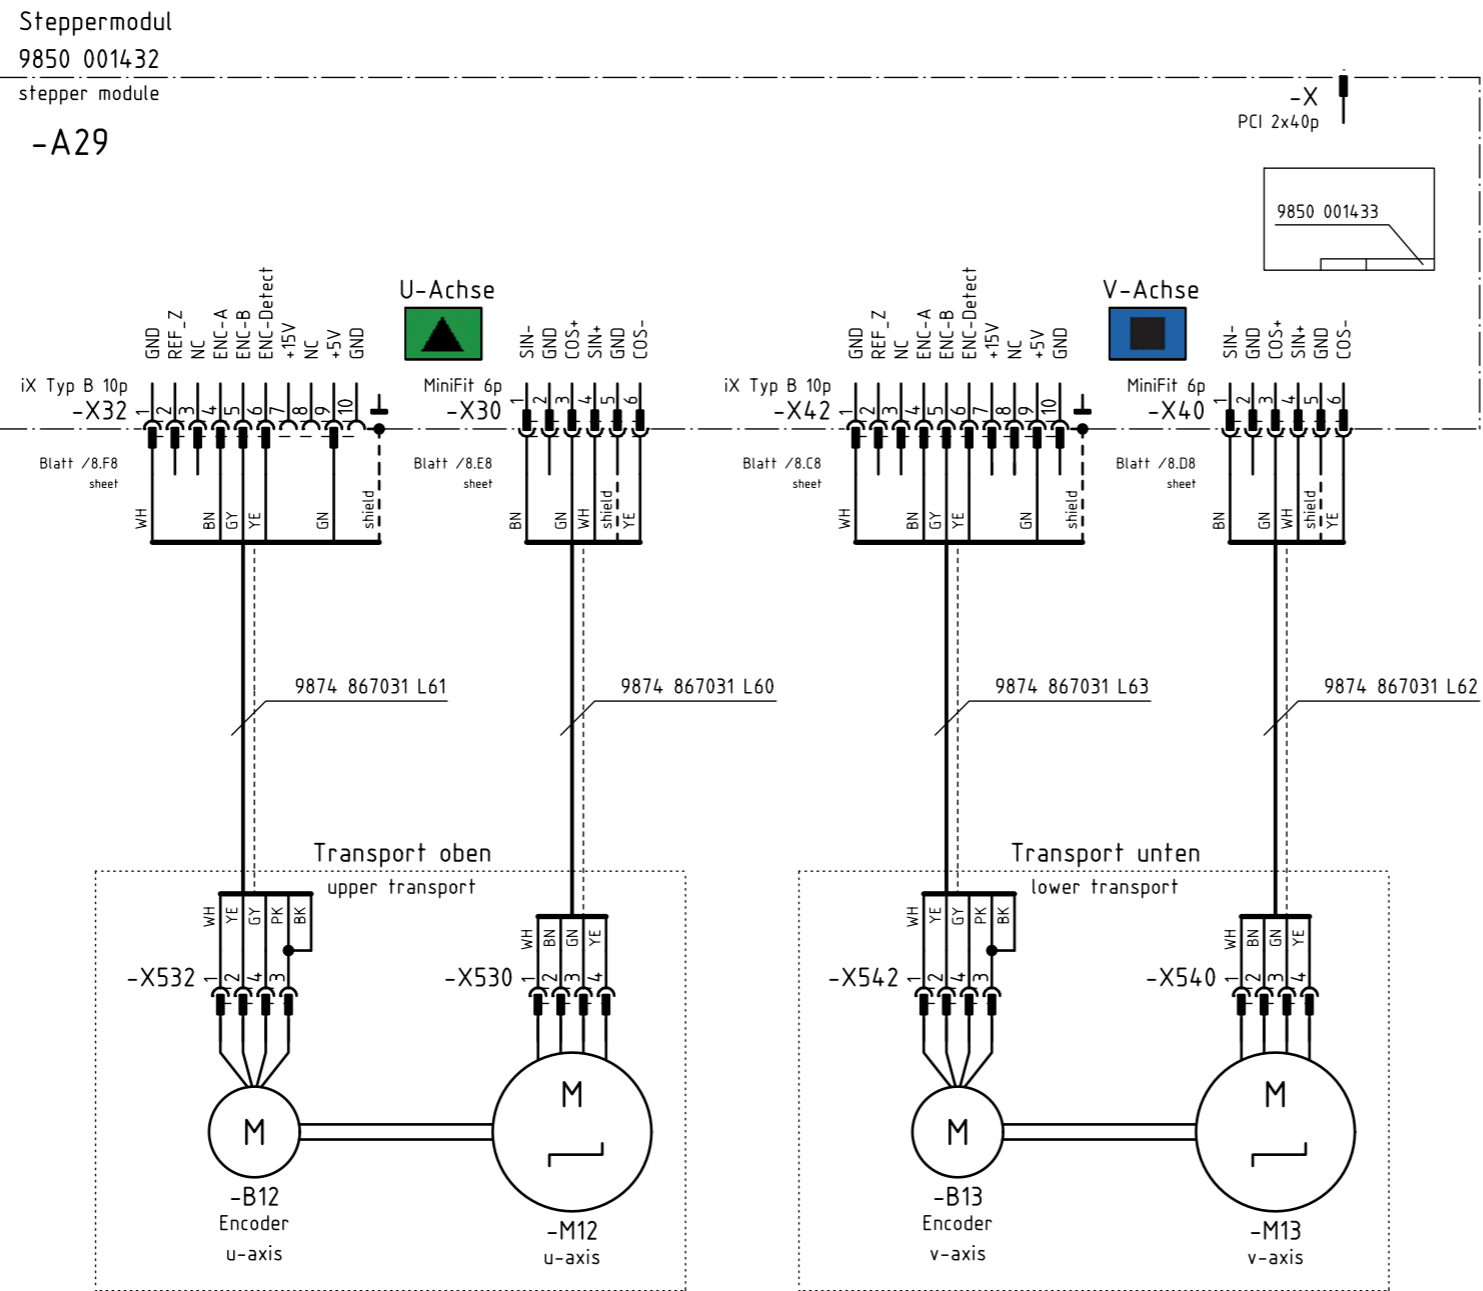 Steppermodul
9850 001432
stepper module
-A29
-X
PCI 2x40p
9850 001433
U-Achse
V-Achse
GND REF_Z NC ENC-A ENC-B ENC-Detect +15V NC +5V GND
SIN- GND COS+ SIN+ GND COS-
GND REF_Z NC ENC-A ENC-B ENC-Detect +15V NC +5V GND
SIN- GND COS+ SIN+ GND COS-
iX Typ B 10p
-X32
1 2 3 4 5 6 7 8 9 10
MiniFit 6p
-X30
1 2 3 4 5 6
iX Typ B 10p
-X42
1 2 3 4 5 6 7 8 9 10
MiniFit 6p
-X40
1 2 3 4 5 6
Blatt /8.F8
sheet
Blatt /8.E8
sheet
Blatt /8.C8
sheet
Blatt /8.D8
sheet
WH BN GY YE GN shield
BN GN WH shield YE
WH BN GY YE GN shield
BN GN WH shield YE
9874 867031 L61
9874 867031 L60
9874 867031 L63
9874 867031 L62
Transport oben
upper transport
Transport unten
lower transport
WH YE GY PK BK
WH BN GN YE
WH YE GY PK BK
WH BN GN YE
-X532
1 2 4 3
-X530
1 2 3 4
-X542
1 2 4 3
-X540
1 2 3 4
M
M
M
M
-B12
Encoder
u-axis
-M12
u-axis
-B13
Encoder
v-axis
-M13
v-axis